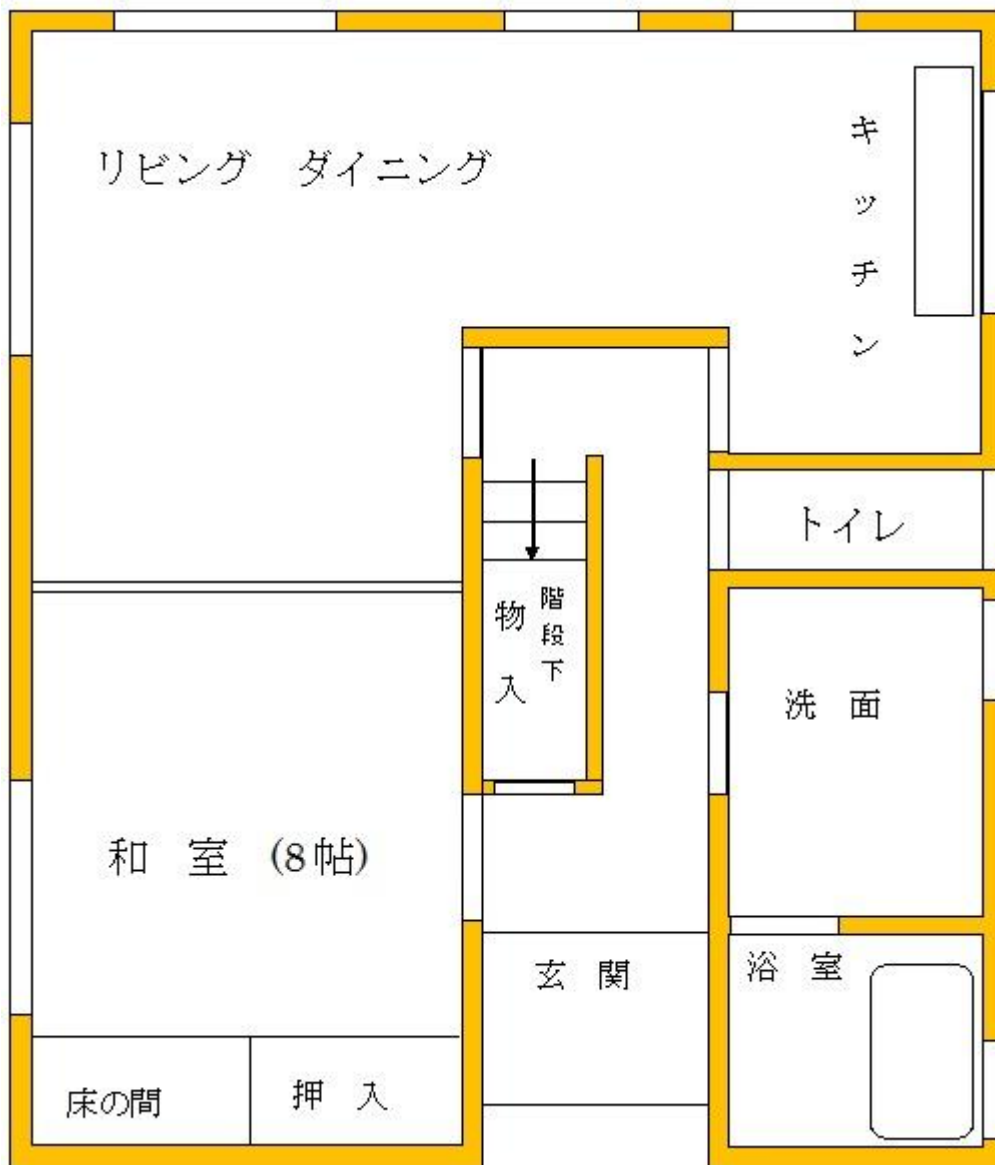 リビング　ダイニング
キッチン
トイレ
階段下
物入
洗　面
和　室　(8帖)
玄　関
浴　室
床の間
押　入